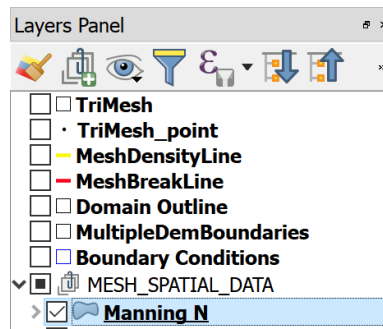 Layers Panel
TriMesh
TriMesh_point
MeshDensityLine
MeshBreakLine
Domain Outline
MultipleDemBoundaries
Boundary Conditions
MESH_SPATIAL_DATA
Manning N